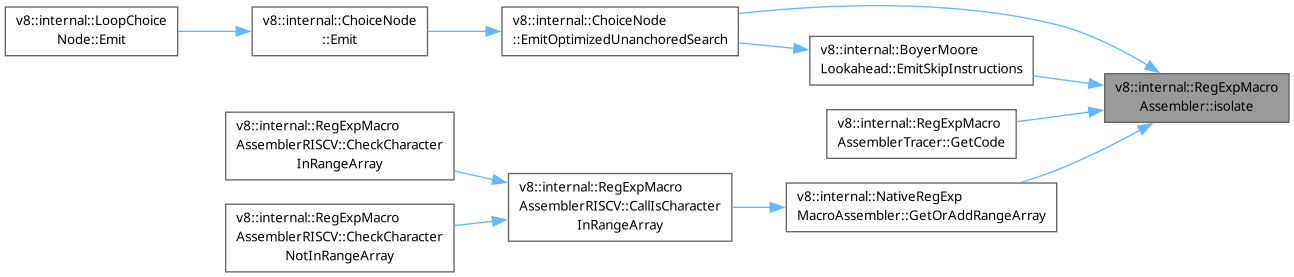 v8::internal::LoopChoice
Node::Emit
v8::internal::ChoiceNode
::Emit
v8::internal::ChoiceNode
::EmitOptimizedUnanchoredSearch
v8::internal::BoyerMoore
Lookahead::EmitSkipInstructions
v8::internal::RegExpMacro
Assembler::isolate
v8::internal::RegExpMacro
AssemblerTracer::GetCode
v8::internal::RegExpMacro
AssemblerRISCV::CheckCharacter
InRangeArray
v8::internal::RegExpMacro
AssemblerRISCV::CallIsCharacter
InRangeArray
v8::internal::NativeRegExp
MacroAssembler::GetOrAddRangeArray
v8::internal::RegExpMacro
AssemblerRISCV::CheckCharacter
NotInRangeArray